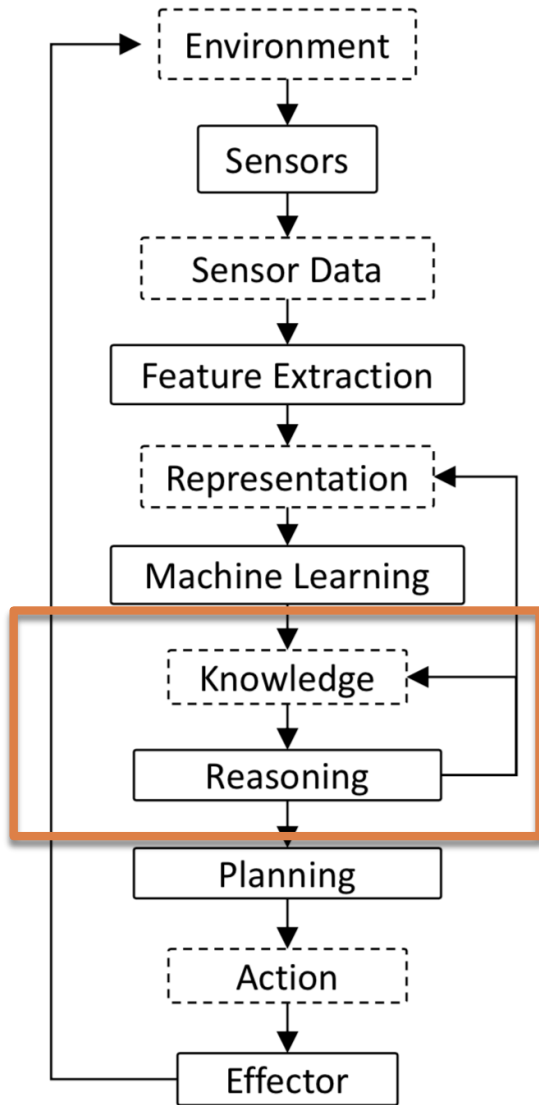 Environment
Sensors
Sensor Data
Feature Extraction
Representation
Machine Learning
Knowledge
Reasoning
Planning
Action
Effector